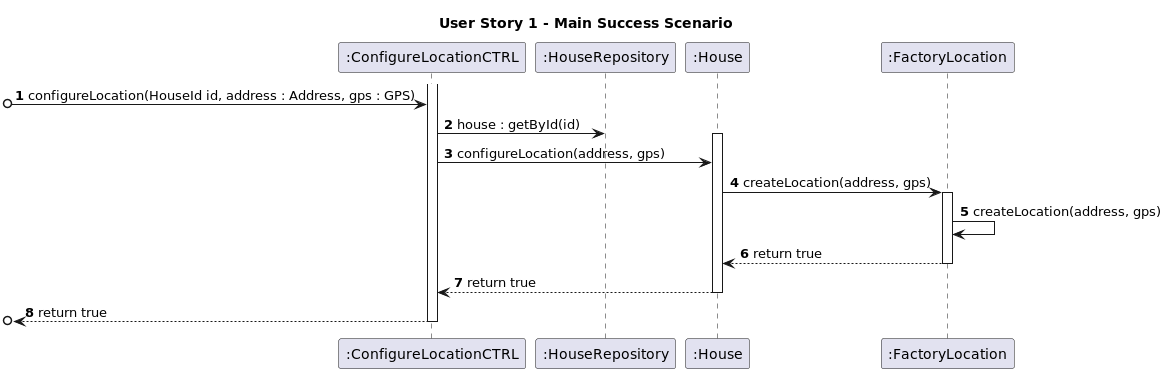 User Story 1 - Main Success Scenario
:ConfigureLocationCTRL
:HouseRepository
:House
:FactoryLocation
1 configureLocation(HouseId id, address : Address, gps : GPS)
2 house : getById(id)
3 configureLocation(address, gps)
4 createLocation(address, gps)
5 createLocation(address, gps)
6 return true
7 return true
8 return true
:ConfigureLocationCTRL
:HouseRepository
:House
:FactoryLocation